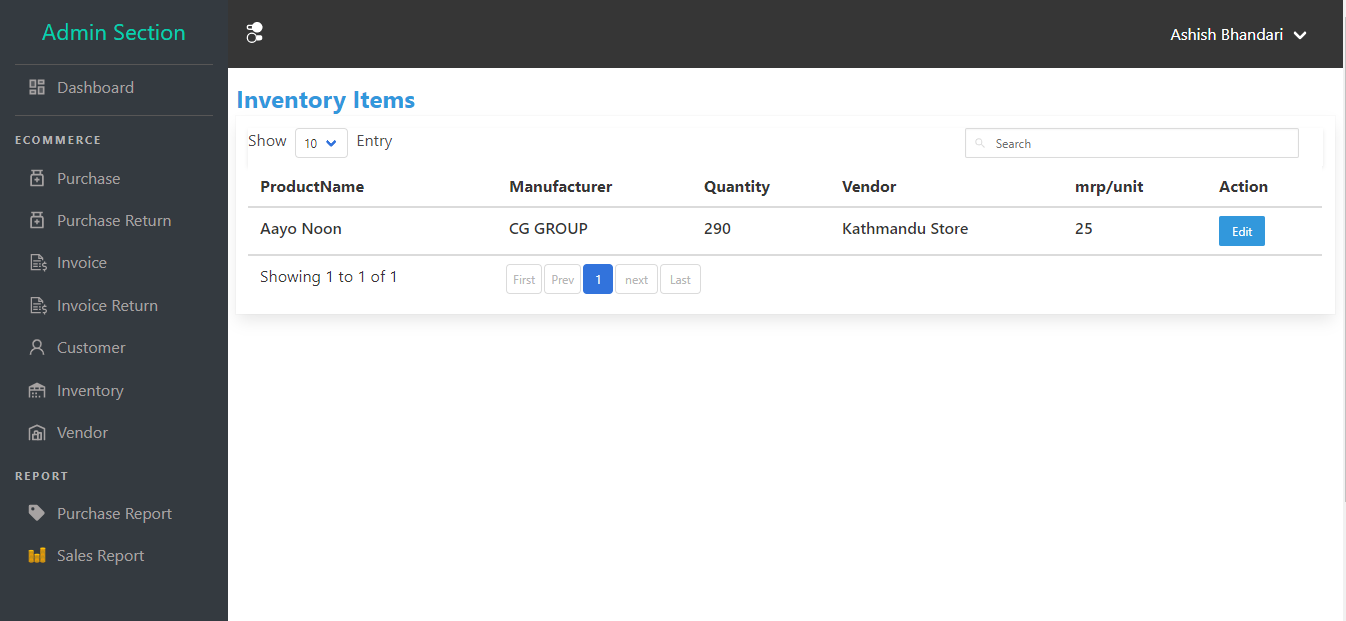 Admin Section
Ashish Bhandari
Dashboard
ECOMMERCE
Purchase
Purchase Return
Invoice
Invoice Return
Customer
Inventory
Vendor
REPORT
Purchase Report
Sales Report
Inventory Items
Show 10 Entry
Search
ProductName Manufacturer Quantity Vendor mrp/unit Action
Aayo Noon CG GROUP 290 Kathmandu Store 25 Edit
Showing 1 to 1 of 1 First Prev 1 next Last